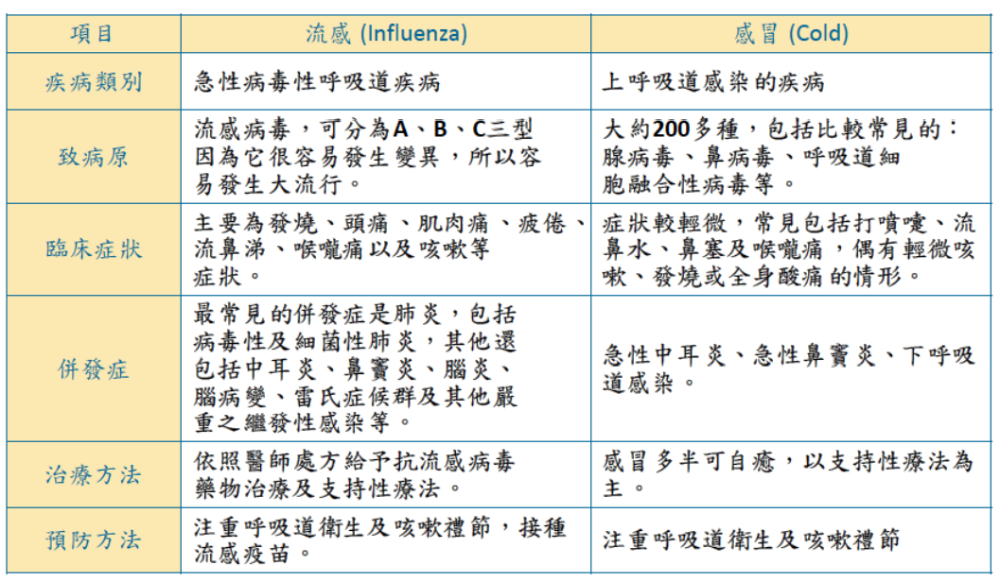 項目
流感 (Influenza)
感冒 (Cold)
疾病類別
急性病毒性呼吸道疾病
上呼吸道感染的疾病
致病原
流感病毒，可分為A、B、C三型
因為它很容易發生變異，所以容
易發生大流行。
大約200多種，包括比較常見的：
腺病毒、鼻病毒、呼吸道細
胞融合性病毒等。
臨床症狀
主要為發燒、頭痛、肌肉痛、疲倦、
流鼻涕、喉嚨痛以及咳嗽等
症狀。
症狀較輕微，常見包括打噴嚏、流
鼻水、鼻塞及喉嚨痛，偶有輕微咳
嗽、發燒或全身酸痛的情形。
併發症
最常見的併發症是肺炎，包括
病毒性及細菌性肺炎，其他還
包括中耳炎、鼻竇炎、腦炎、
腦病變、雷氏症候群及其他嚴
重之繼發性感染等。
急性中耳炎、急性鼻竇炎、下呼吸
道感染。
治療方法
依照醫師處方給予抗流感病毒
藥物治療及支持性療法。
感冒多半可自癒，以支持性療法為
主。
預防方法
注重呼吸道衛生及咳嗽禮節，接種
流感疫苗。
注重呼吸道衛生及咳嗽禮節